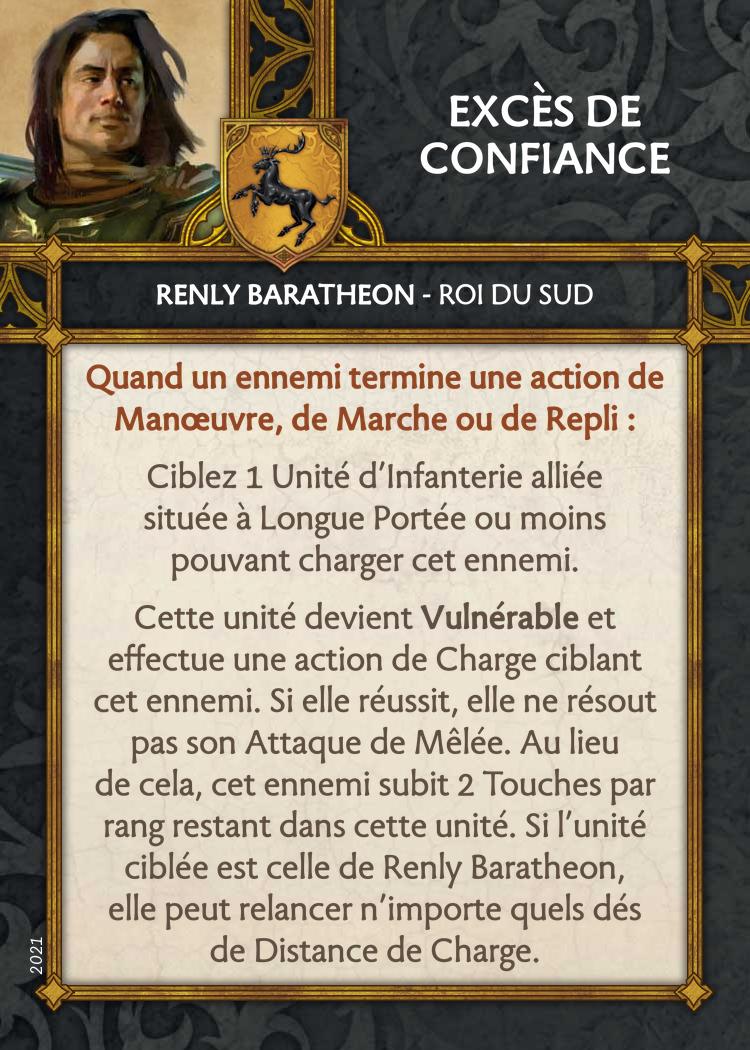 EXCÈS DE
CONFIANCE
RENLY BARATHEON - ROI DU SUD
Quand un ennemi termine une action de
Manœuvre, de Marche ou de Repli :
Ciblez 1 Unité d'Infanterie alliée
située à Longue Portée ou moins
pouvant charger cet ennemi.
Cette unité devient Vulnérable et
effectue une action de Charge ciblant
cet ennemi. Si elle réussit, elle ne résout
pas son Attaque de Mêlée. Au lieu
de cela, cet ennemi subit 2 Touches par
rang restant dans cette unité. Si l'unité
ciblée est celle de Renly Baratheon,
elle peut relancer n'importe quels dés
de Distance de Charge.
2021